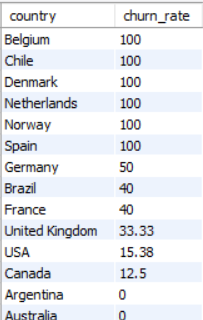 country churn_rate
Belgium 100
Chile 100
Denmark 100
Netherlands 100
Norway 100
Spain 100
Germany 50
Brazil 40
France 40
United Kingdom 33.33
USA 15.38
Canada 12.5
Argentina 0
Australia 0